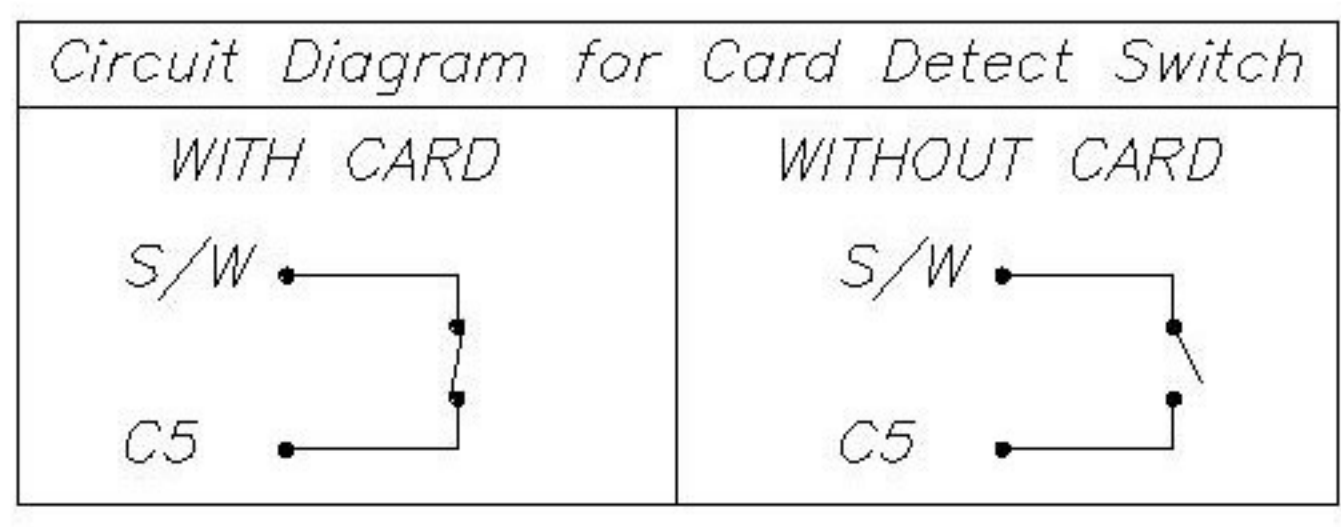 Circuit Diagram for Card Detect Switch
WITH CARD
S/W
C5
WITHOUT CARD
S/W
C5